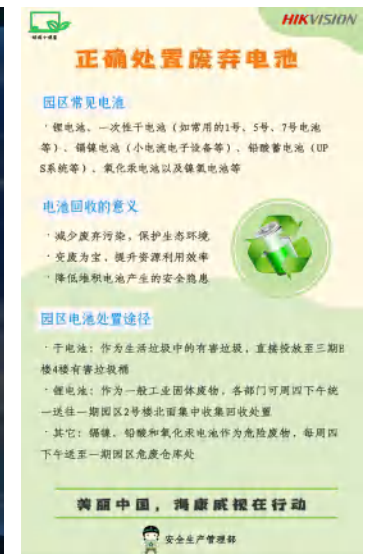 HIKVISION
正确处置废弃电池
园区常见电池
·锂电池、一次性干电池（如常用的1号、5号、7号电池
等）、镉镍电池（小电流电子设备等）、铅酸蓄电池（UP
S系统等）、氧化汞电池以及镍氢电池等
电池回收的意义
·减少废弃污染，保护生态环境
·变废为宝，提升资源利用效率
·降低堆积电池产生的安全隐患
园区电池处置途径
·干电池：作为生活垃圾中的有害垃圾，直接投放至三期E
楼4楼有害垃圾桶
·锂电池：作为一般工业固体废物，各部门可周四下午统
一送往一期园区2号楼北面集中收集回收处置
·其它：镉镍、铅酸和氧化汞电池作为危险废物，每周四
下午送至一期园区危废仓库处
美丽中国，海康威视在行动
安全生产管理部